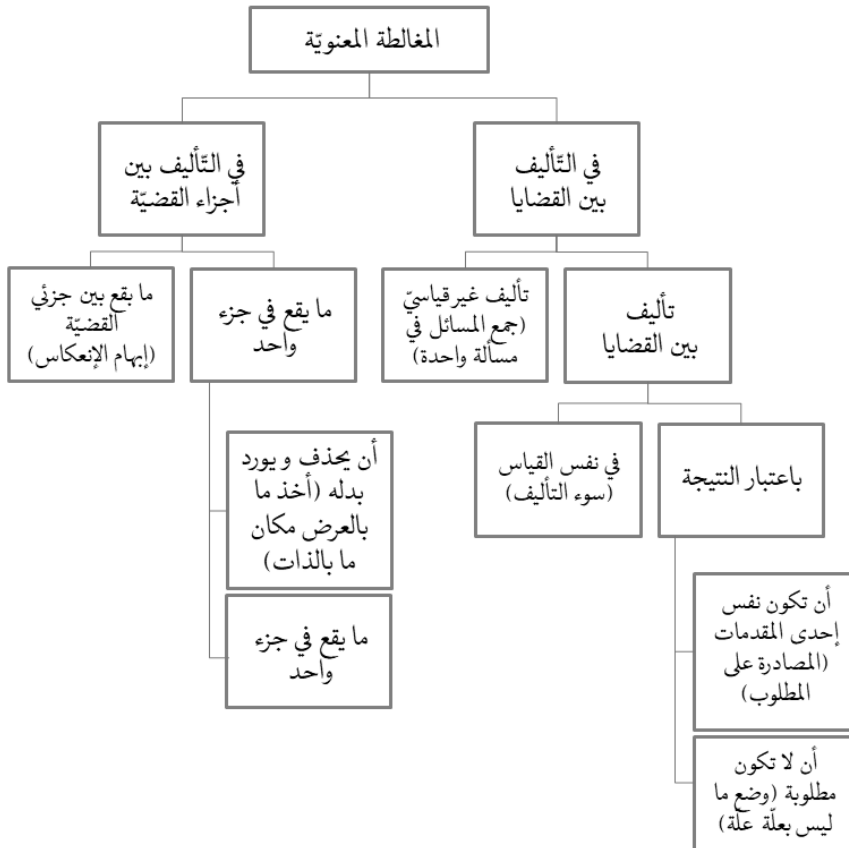 المغالطة المعنويّة
في التّأليف
بين القضايا
في التّأليف بين
أجزاء القضيّة
تأليف
بين القضايا
تأليف غير قياسيّ
(جمع المسائل في
مسألة واحدة)
ما يقع في جزء
واحد
ما بقع بين جزئي
القضيّة
(إبهام الإنعكاس)
باعتبار النتيجة
في نفس القياس
(سوء التأليف)
أن يحذف و يورد
بدله (أخذ ما
بالعرض مكان
ما بالذات)
ما يقع في جزء
واحد
أن تكون نفس
إحدى المقدمات
(المصادرة على
المطلوب)
أن لا تكون
مطلوبة (وضع ما
ليس بعلّة علّة)